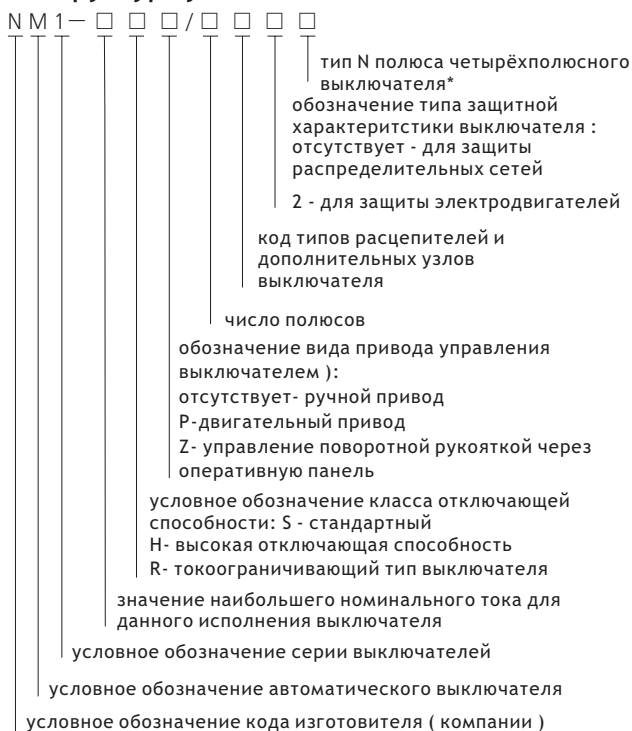 NM1-□□□/□□□□
тип N полюса четырёхполюсного
выключателя*
обозначение типа защитной
характеритстики выключателя :
отсутствует - для защиты
распределительных сетей
2 - для защиты электродвигателей
код типов расцепителей и
дополнительных узлов
выключателя
число полюсов
обозначение вида привода управления
выключателем ):
отсутствует- ручной привод
P-двигательный привод
Z- управление поворотной рукояткой через
оперативную панель
условное обозначение класса отключающей
способности: S - стандартный
H- высокая отключающая способность
R- токоограничивающий тип выключателя
значение наибольшего номинального тока для
данного исполнения выключателя
условное обозначение серии выключателей
условное обозначение автоматического выключателя
условное обозначение кода изготовителя ( компании )